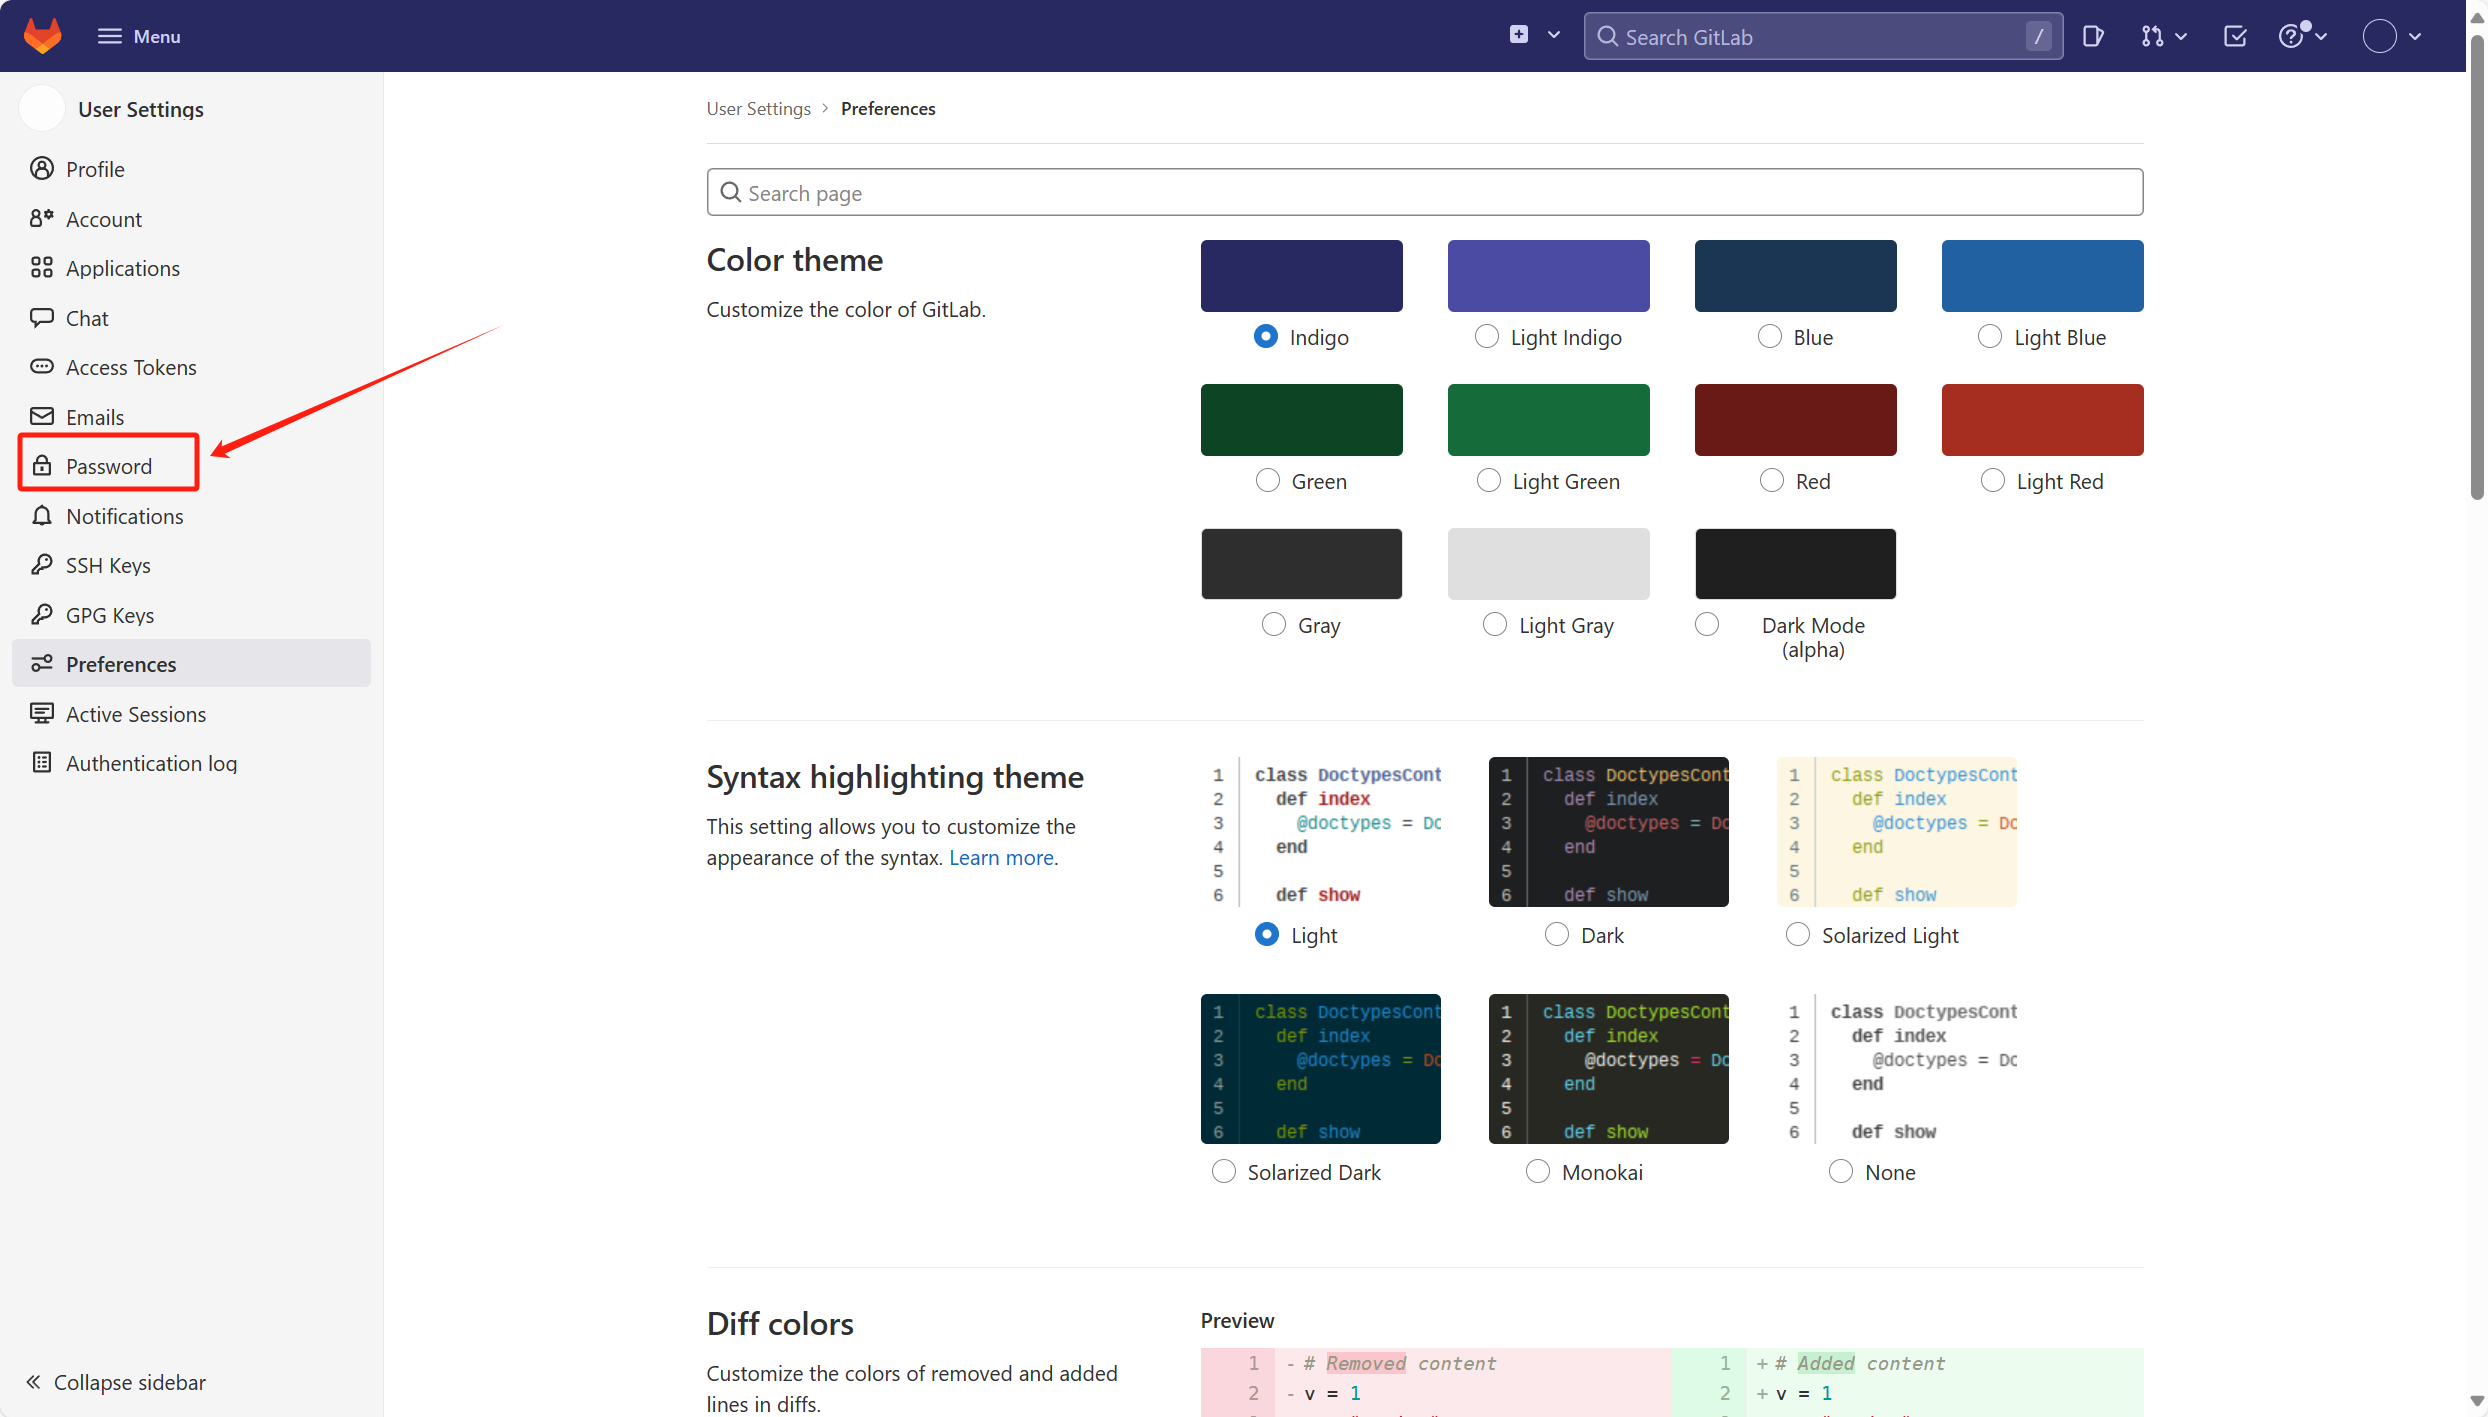 Menu
Search GitLab
/
User Settings
Profile
Account
Applications
Chat
Access Tokens
Emails
Password
Notifications
SSH Keys
GPG Keys
Preferences
Active Sessions
Authentication log
Collapse sidebar
User Settings > Preferences
Search page
Color theme
Customize the color of GitLab.
Indigo
Light Indigo
Blue
Light Blue
Green
Light Green
Red
Light Red
Gray
Light Gray
Dark Mode
(alpha)
Syntax highlighting theme
This setting allows you to customize the
appearance of the syntax. Learn more.
1 class DoctypesCont
2 def index
3 @doctypes = Do
4 end
5
6 def show
Light
1 class DoctypesCont
2 def index
3 @doctypes = Do
4 end
5
6 def show
Dark
1 class DoctypesCont
2 def index
3 @doctypes = Do
4 end
5
6 def show
Solarized Light
1 class DoctypesCont
2 def index
3 @doctypes = Do
4 end
5
6 def show
Solarized Dark
1 class DoctypesCont
2 def index
3 @doctypes = Do
4 end
5
6 def show
Monokai
1 class DoctypesCont
2 def index
3 @doctypes = Do
4 end
5
6 def show
None
Diff colors
Customize the colors of removed and added
lines in diffs.
Preview
1 - # Removed content
2 - v = 1
1 + # Added content
2 + v = 1